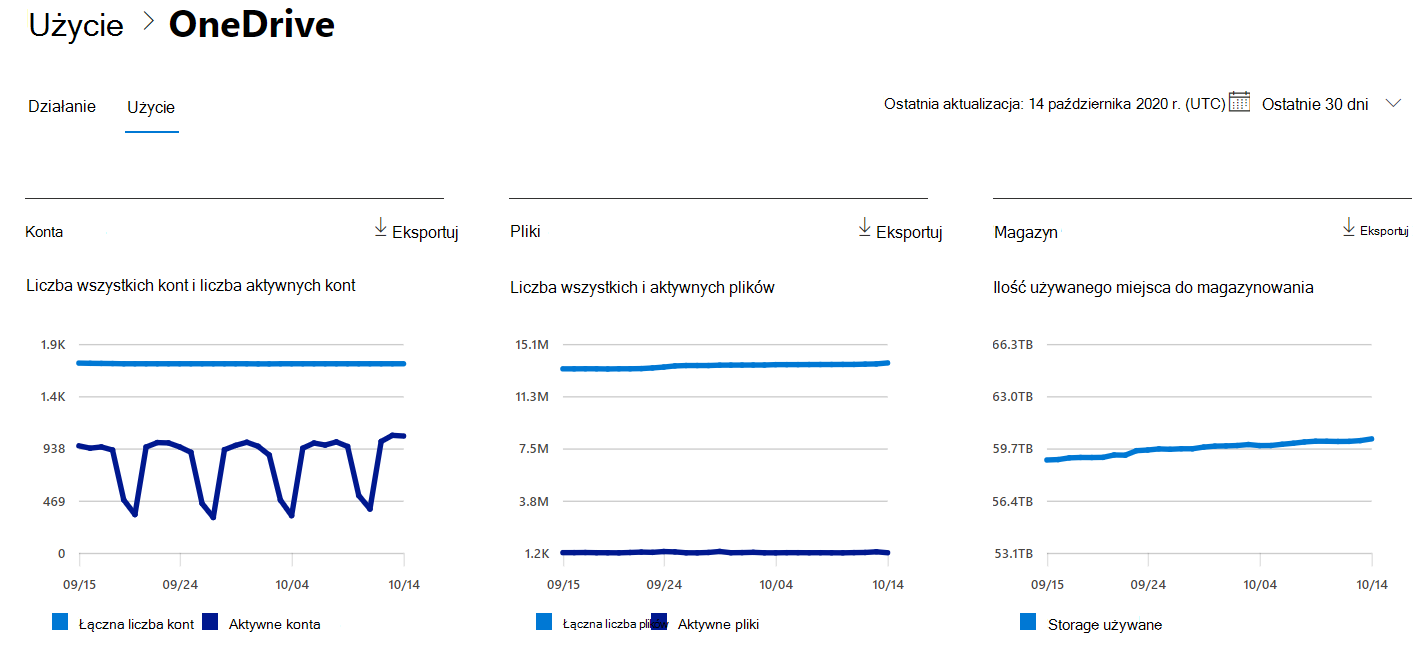 Użycie > OneDrive
Działanie Użycie
Ostatnia aktualizacja: 14 października 2020 r. (UTC) Ostatnie 30 dni
Konta Eksportuj
Liczba wszystkich kont i liczba aktywnych kont
1.9K
1.4K
938
469
0
09/15 09/24 10/04 10/14
Łączna liczba kont Aktywne konta
Pliki Eksportuj
Liczba wszystkich i aktywnych plików
15.1M
11.3M
7.5M
3.8M
1.2K
09/15 09/24 10/04 10/14
Łączna liczba plików Aktywne pliki
Magazyn Eksportuj
Ilość używanego miejsca do magazynowania
66.3TB
63.0TB
59.7TB
56.4TB
53.1TB
09/15 09/24 10/04 10/14
Storage używane